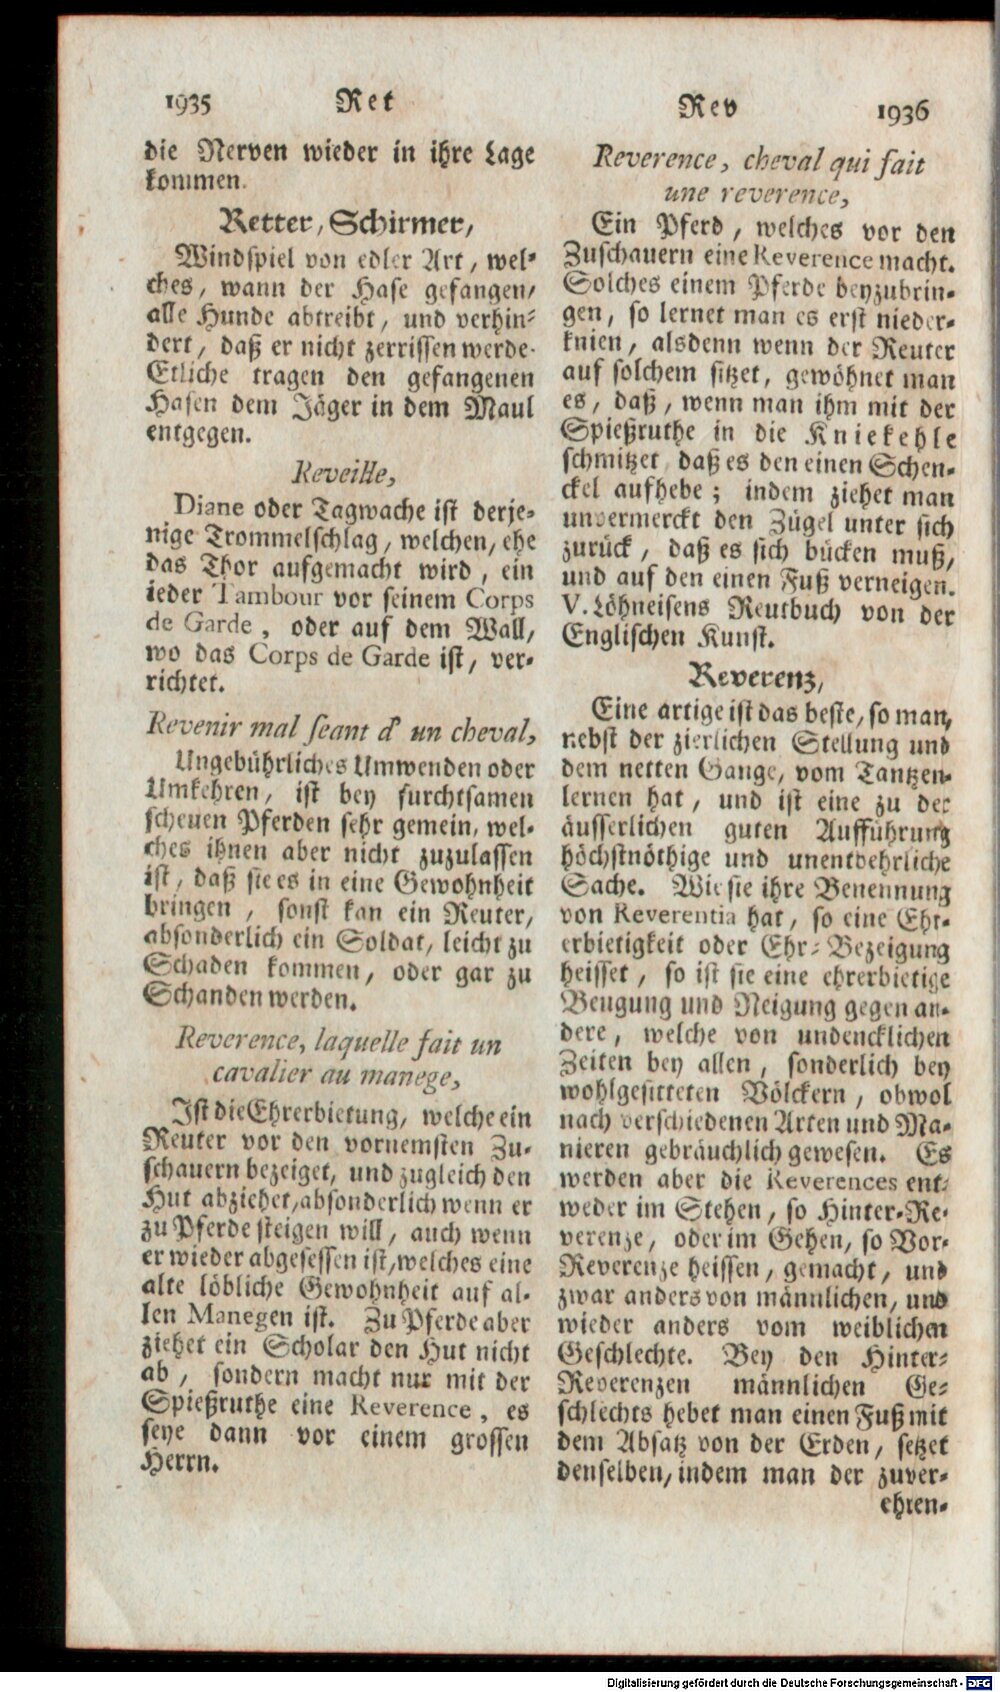 1935 Ret
die Nerven wieder in ihre Lage
kommen.
Retter, Schirmer,
Windspiel von edler Art, wel-
ches, wann der Hase gefangen,
alle Hunde abtreibt, und verhin-
dert, daß er nicht zerrissen werde.
Etliche tragen den gefangenen
Hasen dem Jäger in dem Maul
entgegen.
Reveille,
Diane oder Tagwache ist derje-
nige Trommelschlag, welchen, ehe
das Thor aufgemacht wird, ein
ieder Tambour vor seinem Corps
de Garde, oder auf dem Wall,
wo das Corps de Garde ist, ver-
richtet.
Revenir mal seant d' un cheval,
Ungebührliches Umwenden oder
Umkehren, ist bey furchtsamen
scheuen Pferden sehr gemein, wel-
ches ihnen aber nicht zuzulassen
ist, daß sie es in eine Gewohnheit
bringen, sonst kan ein Reuter,
absonderlich ein Soldat, leicht zu
Schaden kommen, oder gar zu
Schanden werden.
Reverence, laquelle fait un
cavalier au manege,
Ist die Ehrerbietung, welche ein
Reuter vor den vornemsten Zu-
schauern bezeiget, und zugleich den
Hut abziehet, absonderlich wenn er
zu Pferde steigen will, auch wenn
er wieder abgesessen ist, welches eine
alte löbliche Gewohnheit auf al-
len Manegen ist. Zu Pferde aber
ziehet ein Scholar den Hut nicht
ab, sondern macht nur mit der
Spießruthe eine Reverence, es
seye dann vor einem grossen
Herrn.
Rev 1936
Reverence, cheval qui fait
une reverence,
Ein Pferd, welches vor den
Zuschauern eine Reverence macht.
Solches einem Pferde beyzubrin-
gen, so lernet man es erst nieder-
knien, alsdenn wenn der Reuter
auf solchem sitzet, gewöhnet man
es, daß, wenn man ihm mit der
Spießruthe in die Kniekehle
schmitzet, daß es den einen Schen-
ckel aufhebe; indem ziehet man
unvermerckt den Zügel unter sich
zurück, daß es sich bücken muß,
und auf den einen Fuß verneigen.
V. Löhneisens Reutbuch von der
Englischen Kunst.
Reverenz,
Eine artige ist das beste, so man,
nebst der zierlichen Stellung und
dem netten Gange, vom Tantzen-
lernen hat, und ist eine zu der
äusserlichen guten Aufführung
höchstnöthige und unentbehrliche
Sache. Wie sie ihre Benennung
von Reverentia hat, so eine Ehr-
erbietigkeit oder Ehr-Bezeigung
heisset, so ist sie eine ehrerbietige
Beugung und Neigung gegen an-
dere, welche von undencklichen
Zeiten bey allen, sonderlich bey
wohlgesitteten Völckern, obwol
nach verschiedenen Arten und Ma-
nieren gebräuchlich gewesen. Es
werden aber die Reverences ent-
weder im Stehen, so Hinter-Re-
verenze, oder im Gehen, so Vor-
Reverenze heissen, gemacht, und
zwar anders von männlichen, und
wieder anders vom weiblichen
Geschlechte. Bey den Hinter-
Reverenzen männlichen Ge-
schlechts hebet man einen Fuß mit
dem Absatz von der Erden, setzet
denselben, indem man der zuver-
ehren-
Digitalisierung gefördert durch die Deutsche Forschungsgemeinschaft - DFG